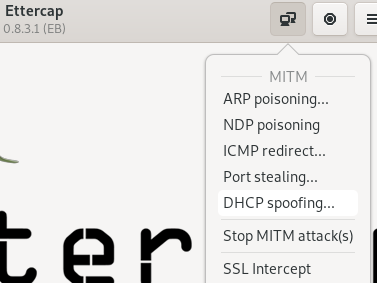 Ettercap
0.8.3.1 (EB)
MITM
ARP poisoning...
NDP poisoning
ICMP redirect...
Port stealing...
DHCP spoofing...
Stop MITM attack(s)
SSL Intercept
ter